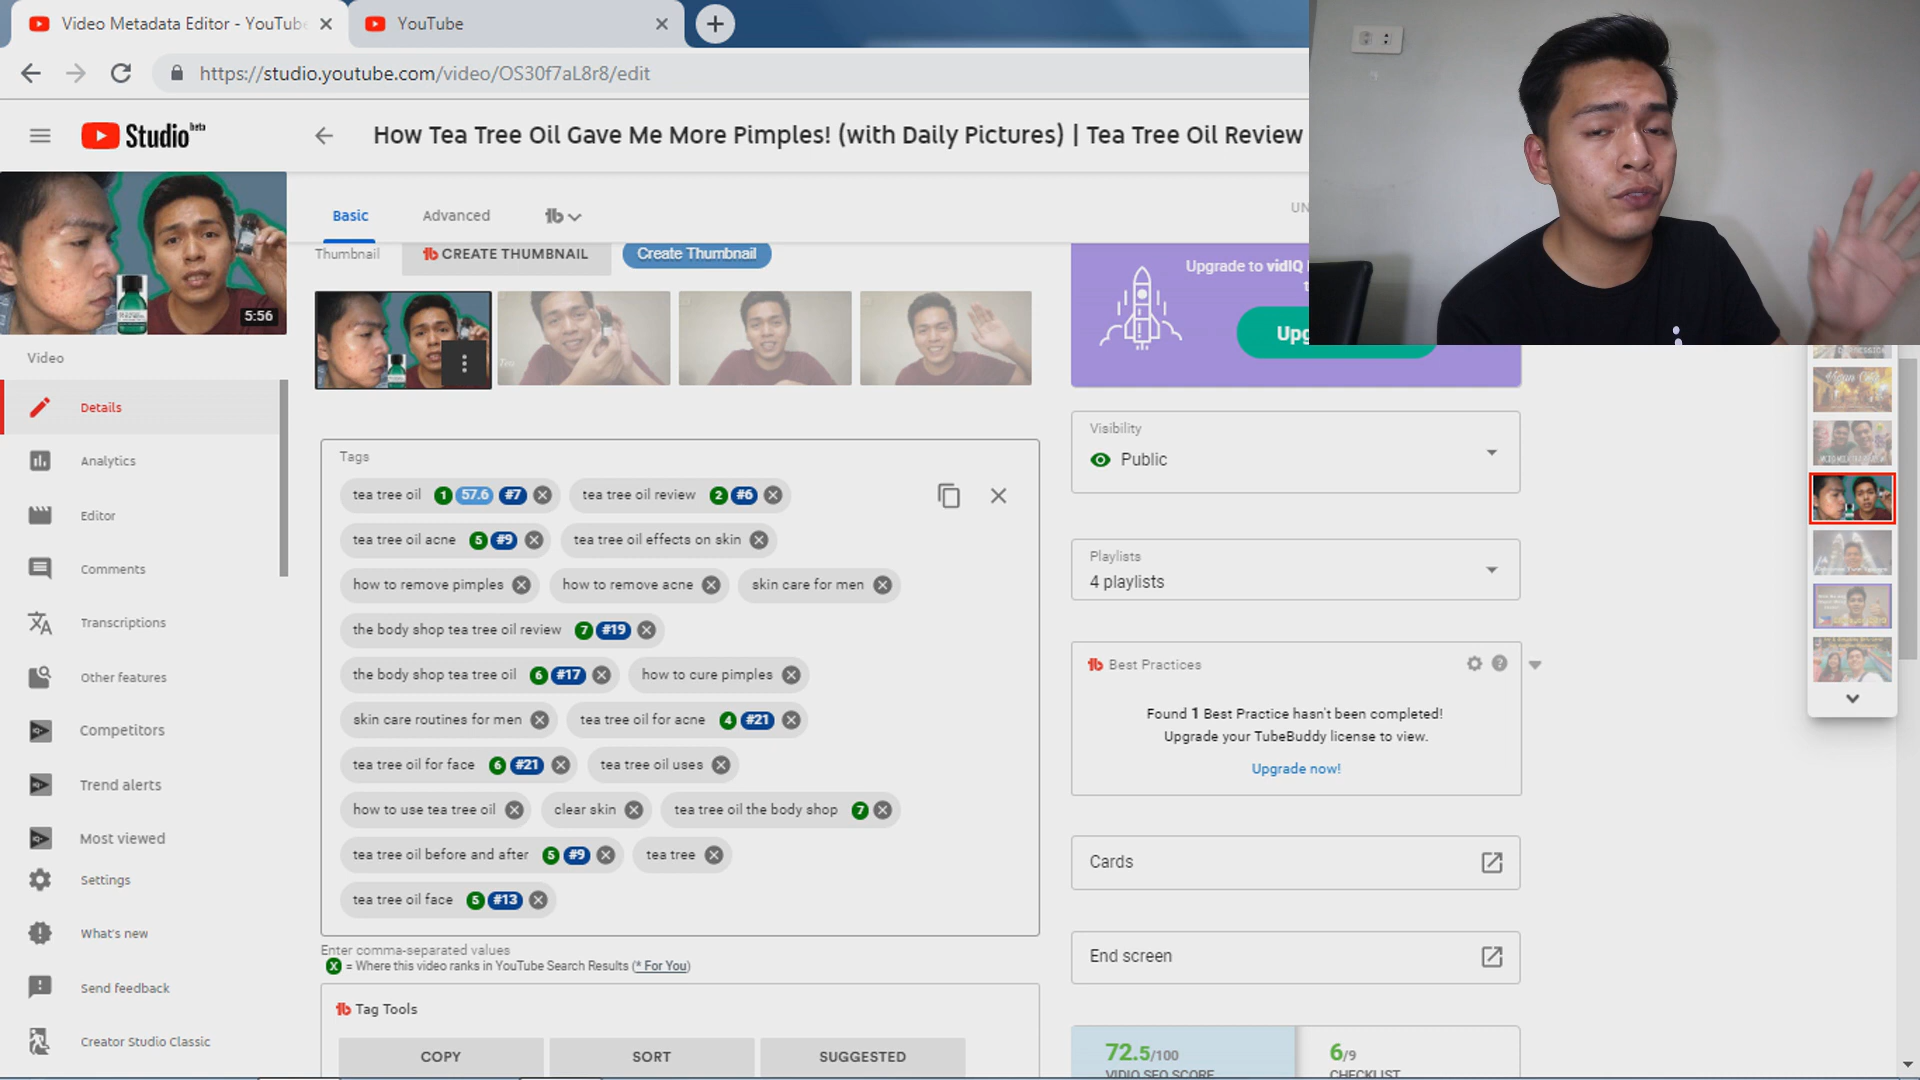 Video Metadata Editor - YouTube
YouTube
https://studio.youtube.com/video/OS30f7aL8r8/edit
Studio beta
How Tea Tree Oil Gave Me More Pimples! (with Daily Pictures) | Tea Tree Oil Review
5:56
Basic
Advanced
tb
UN
Thumbnail
CREATE THUMBNAIL
Create Thumbnail
Upgrade to vidIQ
Upg
Video
Details
Analytics
Editor
Comments
Transcriptions
Other features
Competitors
Trend alerts
Most viewed
Settings
What's new
Send feedback
Creator Studio Classic
Tags
tea tree oil 1 57.6 #7 tea tree oil review 2 #6
tea tree oil acne 5 #9 tea tree oil effects on skin
how to remove pimples how to remove acne skin care for men
the body shop tea tree oil review 7 #19
the body shop tea tree oil 6 #17 how to cure pimples
skin care routines for men tea tree oil for acne 4 #21
tea tree oil for face 6 #21 tea tree oil uses
how to use tea tree oil clear skin tea tree oil the body shop 7
tea tree oil before and after 5 #9 tea tree
tea tree oil face 5 #13
Enter comma-separated values
X = Where this video ranks in YouTube Search Results (* For You)
Tag Tools
COPY SORT SUGGESTED
Visibility
Public
Playlists
4 playlists
Best Practices
Found 1 Best Practice hasn't been completed!
Upgrade your TubeBuddy license to view.
Upgrade now!
Cards
End screen
72.5/100
VIDIQ SEO SCORE
6/9
CHECKLIST